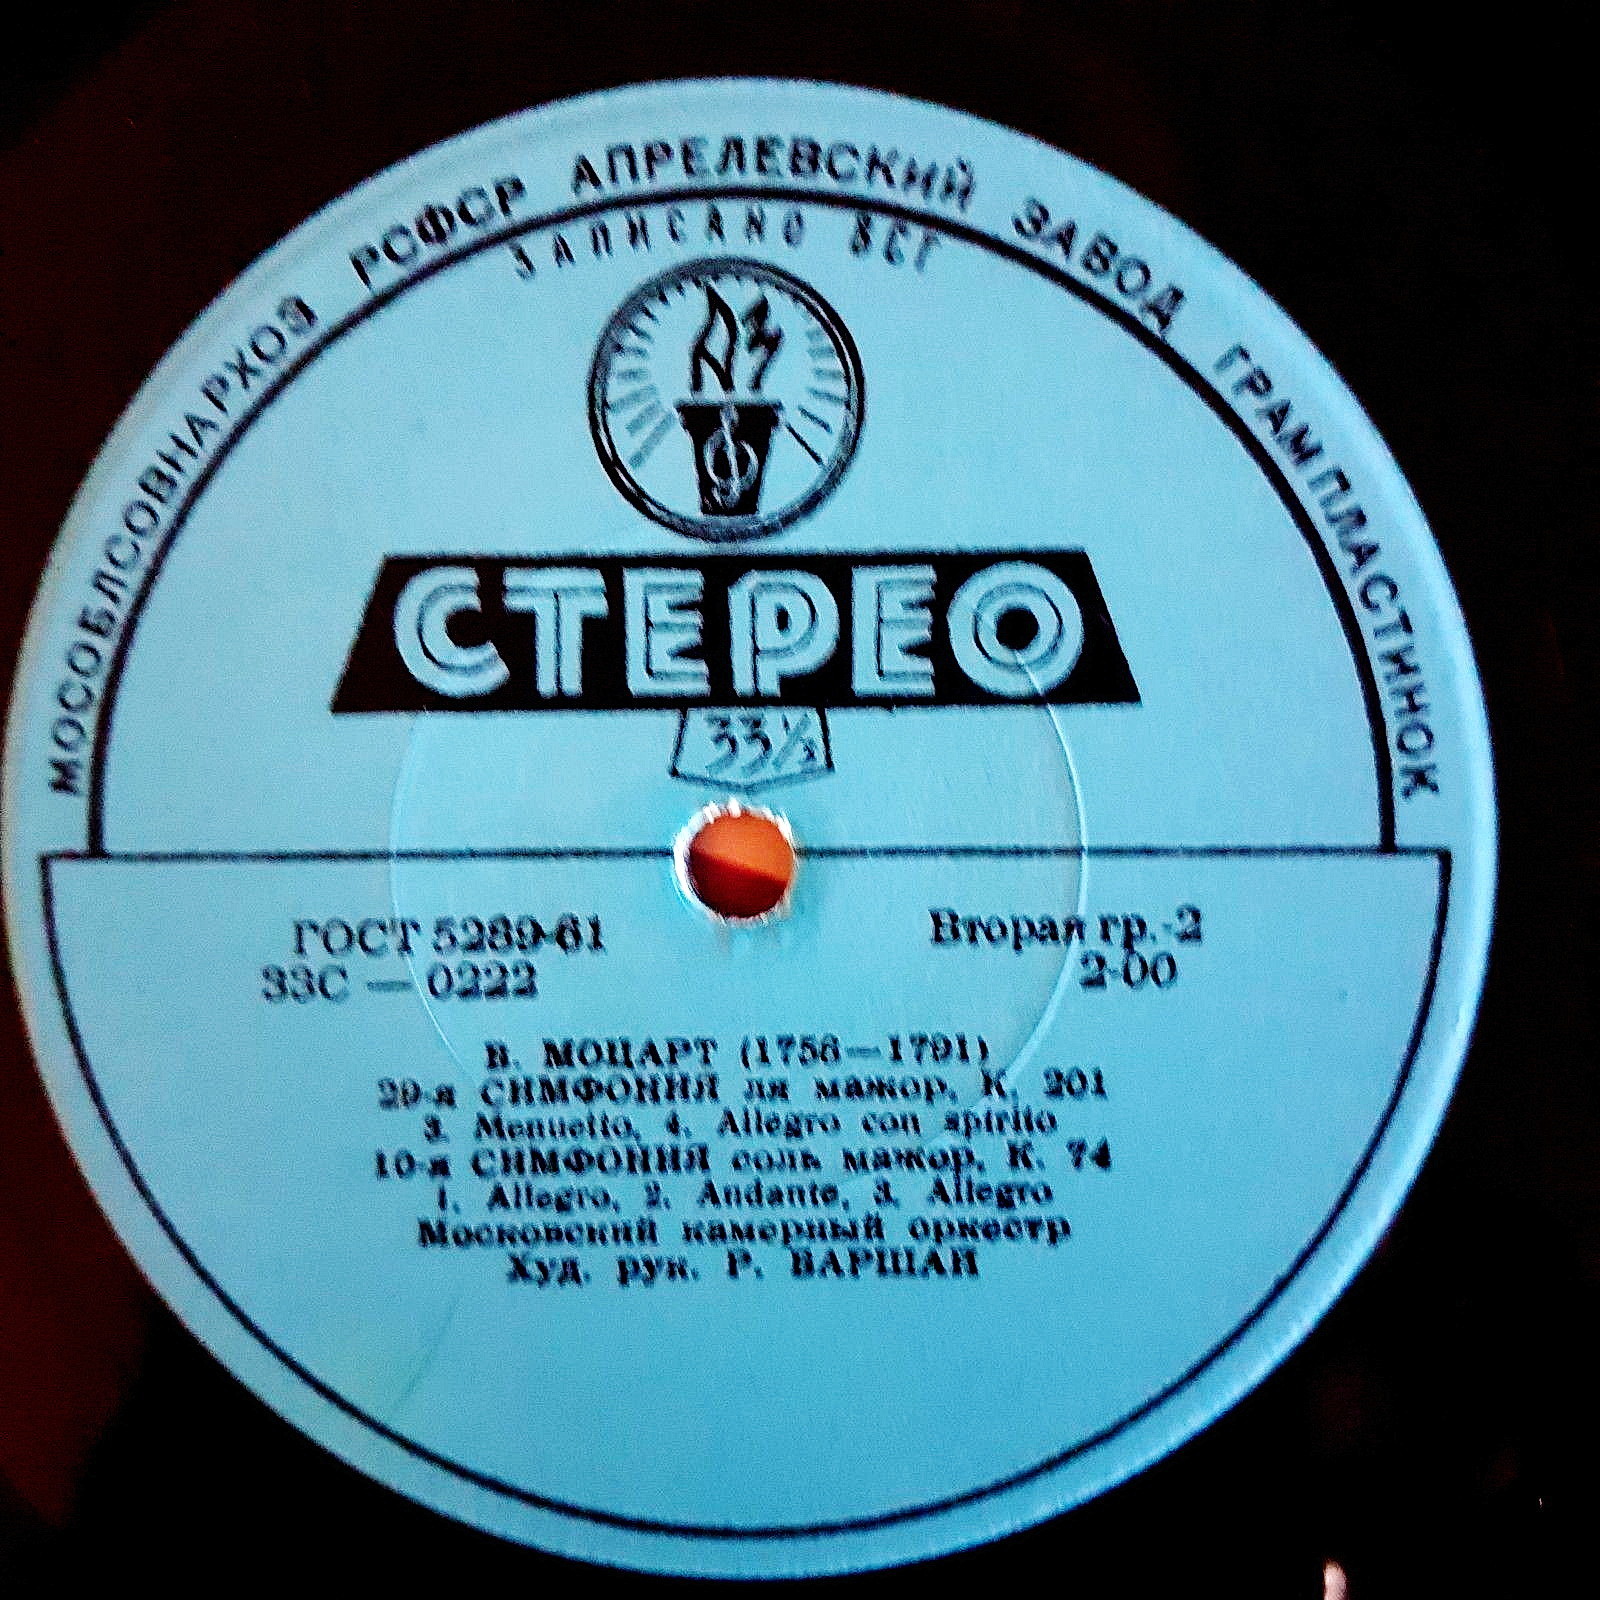 МОСОБЛСОВНАРХОЗ РСФСР АПРЕЛЕВСКИЙ ЗАВОД ГРАМПЛАСТИНОК
ЗАПИСАНО ВСГ
СТЕРЕО
33⅓
ГОСТ 5289-61
Вторая гр.-2
33С — 0222
2-00
В. МОЦАРТ (1756—1791)
29-я СИМФОНИЯ ля мажор, К. 201
3. Menuetto, 4. Allegro con spirito
10-я СИМФОНИЯ соль мажор, К. 74
1. Allegro, 2. Andante, 3. Allegro
Московский камерный оркестр
Худ. рук. Р. БАРШАЙ